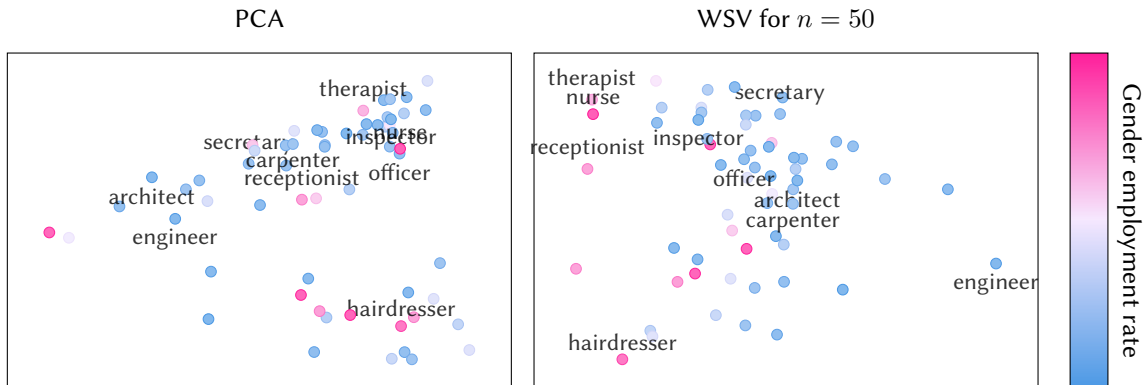 PCA
therapist
secretary
nurse
inspector
carpenter
receptionist
officer
architect
engineer
hairdresser
WSV for n = 50
therapist
nurse
secretary
inspector
receptionist
officer
architect
carpenter
engineer
hairdresser
Gender employment rate